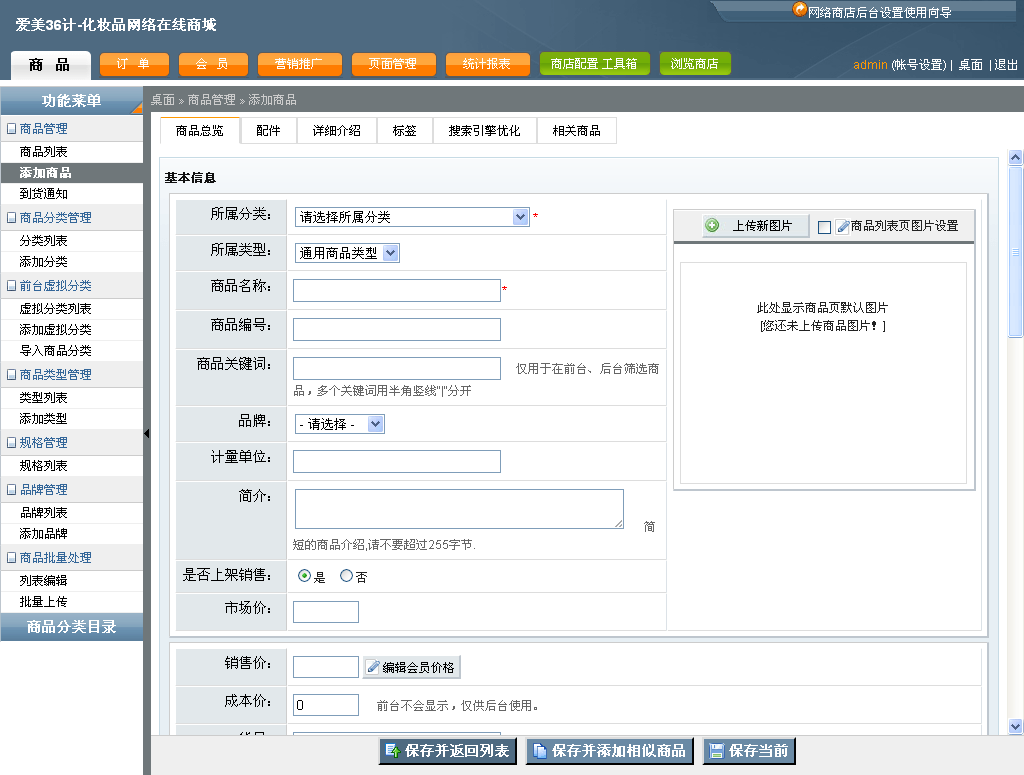 网络商店后台设置使用向导
爱美36计-化妆品网络在线商城
商 品
订 单
会 员
营销推广
页面管理
统计报表
商店配置 工具箱
浏览商店
admin (帐号设置) | 桌面 | 退出
功能菜单
商品管理
商品列表
添加商品
到货通知
商品分类管理
分类列表
添加分类
前台虚拟分类
虚拟分类列表
添加虚拟分类
导入商品分类
商品类型管理
类型列表
添加类型
规格管理
规格列表
品牌管理
品牌列表
添加品牌
商品批量处理
列表编辑
批量上传
商品分类目录
桌面 » 商品管理 » 添加商品
商品总览
配件
详细介绍
标签
搜索引擎优化
相关商品
基本信息
所属分类: 请选择所属分类 *
所属类型: 通用商品类型
商品名称: *
商品编号:
商品关键词: 仅用于在前台、后台筛选商
品，多个关键词用半角竖线"|"分开
品牌: - 请选择 -
计量单位:
简介: 简
短的商品介绍,请不要超过255字节.
是否上架销售: 是 否
市场价:
上传新图片
商品列表页图片设置
此处显示商品页默认图片
[您还未上传商品图片! ]
销售价: 编辑会员价格
成本价: 0 前台不会显示，仅供后台使用。
保存并返回列表
保存并添加相似商品
保存当前